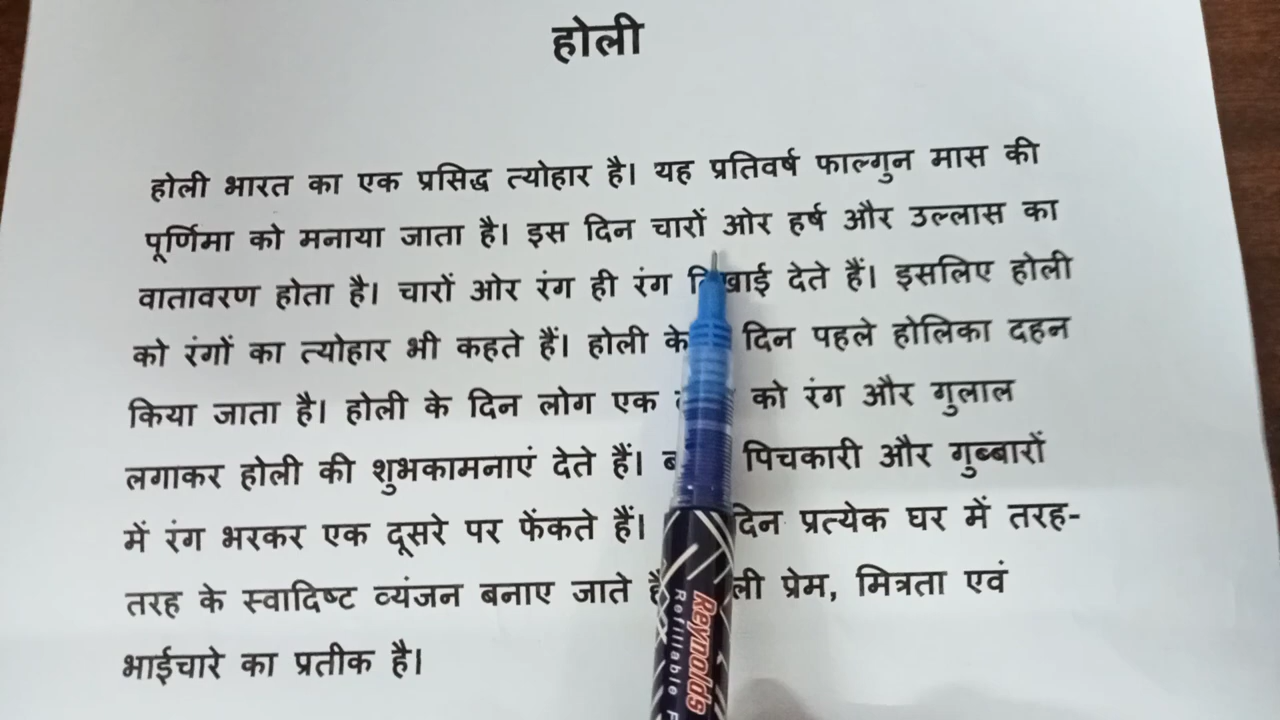 होली
होली भारत का एक प्रसिद्ध त्योहार है। यह प्रतिवर्ष फाल्गुन मास की
पूर्णिमा को मनाया जाता है। इस दिन चारों ओर हर्ष और उल्लास का
वातावरण होता है। चारों ओर रंग ही रंग देते हैं। इसलिए होली
को रंगों का त्योहार भी कहते हैं। होली के दिन पहले होलिका दहन
किया जाता है। होली के दिन लोग एक को रंग और गुलाल
लगाकर होली की शुभकामनाएं देते हैं। पिचकारी और गुब्बारों
में रंग भरकर एक दूसरे पर फेंकते हैं। दिन प्रत्येक घर में तरह-
तरह के स्वादिष्ट व्यंजन बनाए जाते प्रेम, मित्रता एवं
भाईचारे का प्रतीक है।
Reynolds
Refillable